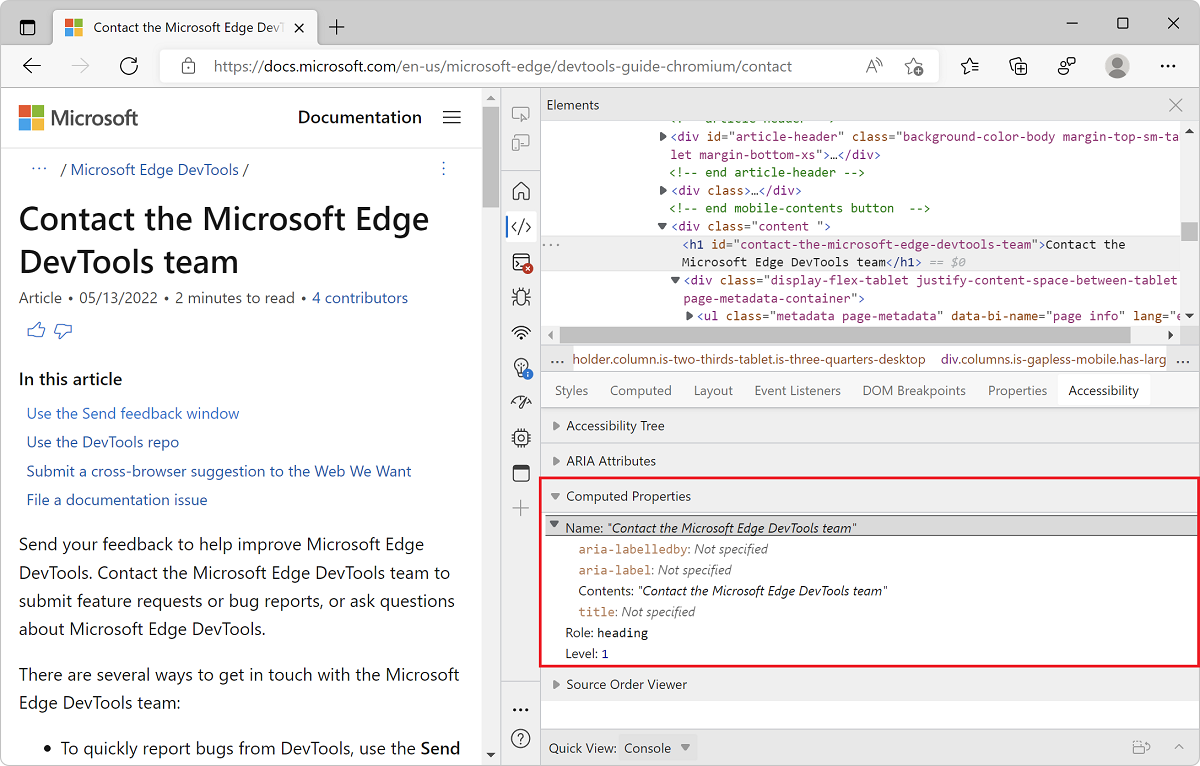 Contact the Microsoft Edge Dev
https://docs.microsoft.com/en-us/microsoft-edge/devtools-guide-chromium/contact
Microsoft
Documentation
··· / Microsoft Edge DevTools /
Contact the Microsoft Edge
DevTools team
Article • 05/13/2022 • 2 minutes to read • 4 contributors
In this article
Use the Send feedback window
Use the DevTools repo
Submit a cross-browser suggestion to the Web We Want
File a documentation issue
Send your feedback to help improve Microsoft Edge
DevTools. Contact the Microsoft Edge DevTools team to
submit feature requests or bug reports, or ask questions
about Microsoft Edge DevTools.
There are several ways to get in touch with the Microsoft
Edge DevTools team:
• To quickly report bugs from DevTools, use the Send
Elements
<!-- article-header -->
<div id="article-header" class="background-color-body margin-top-sm-ta
let margin-bottom-xs">…</div>
<!-- end article-header -->
<div class>…</div>
<!-- end mobile-contents button  -->
<div class="content ">
<h1 id="contact-the-microsoft-edge-devtools-team">Contact the
Microsoft Edge DevTools team</h1> == $0
<div class="display-flex-tablet justify-content-space-between-tablet
page-metadata-container">
<ul class="metadata page-metadata" data-bi-name="page info" lang="e
... holder.column.is-two-thirds-tablet.is-three-quarters-desktop div.columns.is-gapless-mobile.has-larg ...
Styles Computed Layout Event Listeners DOM Breakpoints Properties Accessibility
Accessibility Tree
ARIA Attributes
Computed Properties
Name: "Contact the Microsoft Edge DevTools team"
aria-labelledby: Not specified
aria-label: Not specified
Contents: "Contact the Microsoft Edge DevTools team"
title: Not specified
Role: heading
Level: 1
Source Order Viewer
Quick View: Console